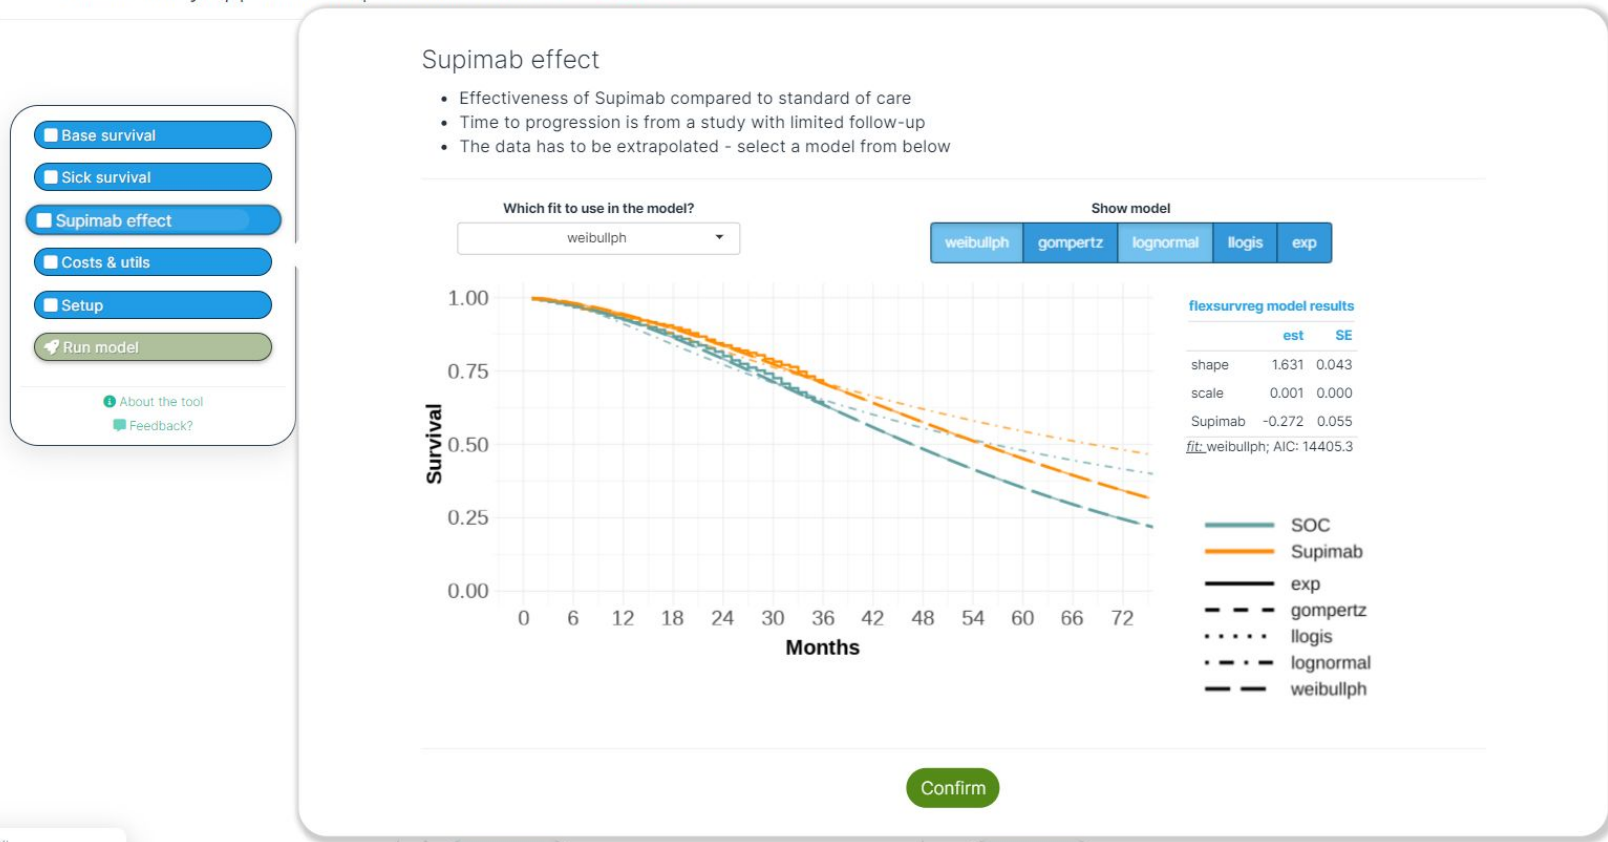 Supimab effect
• Effectiveness of Supimab compared to standard of care
• Time to progression is from a study with limited follow-up
• The data has to be extrapolated - select a model from below
Base survival
Sick survival
Supimab effect
Costs & utils
Setup
Run model
About the tool
Feedback?
Which fit to use in the model?
weibullph
Show model
weibullph gompertz lognormal llogis exp
1.00
0.75
0.50
0.25
0.00
Survival
0 6 12 18 24 30 36 42 48 54 60 66 72
Months
flexsurvreg model results
est SE
shape 1.631 0.043
scale 0.001 0.000
Supimab -0.272 0.055
fit: weibullph; AIC: 14405.3
SOC
Supimab
exp
gompertz
llogis
lognormal
weibullph
Confirm